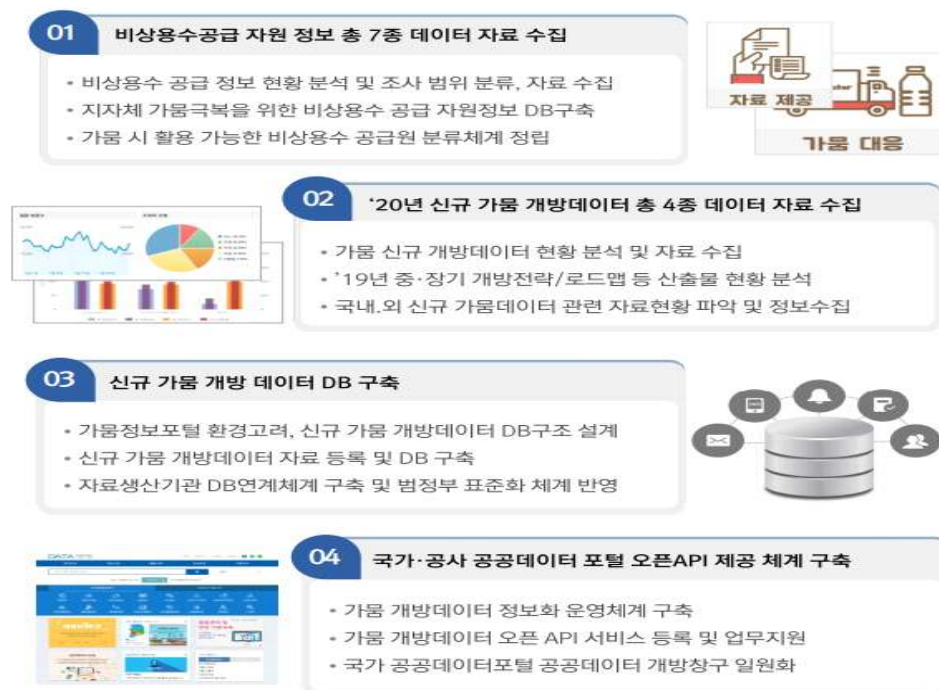 01
비상용수공급 자원 정보 총 7종 데이터 자료 수집
• 비상용수 공급 정보 현황 분석 및 조사 범위 분류, 자료 수집
• 지자체 가뭄극복을 위한 비상용수 공급 자원정보 DB구축
• 가뭄 시 활용 가능한 비상용수 공급원 분류체계 정립
자료 제공
가뭄 대응
02
‘20년 신규 가뭄 개방데이터 총 4종 데이터 자료 수집
• 가뭄 신규 개방데이터 현황 분석 및 자료 수집
• ’19년 중·장기 개방전략/로드맵 등 산출물 현황 분석
• 국내.외 신규 가뭄데이터 관련 자료현황 파악 및 정보수집
03
신규 가뭄 개방 데이터 DB 구축
• 가뭄정보포털 환경고려, 신규 가뭄 개방데이터 DB구조 설계
• 신규 가뭄 개방데이터 자료 등록 및 DB 구축
• 자료생산기관 DB연계체계 구축 및 범정부 표준화 체계 반영
DATA
04
국가·공사 공공데이터 포털 오픈API 제공 체계 구축
• 가뭄 개방데이터 정보화 운영체계 구축
• 가뭄 개방데이터 오픈 API 서비스 등록 및 업무지원
• 국가 공공데이터포털 공공데이터 개방창구 일원화